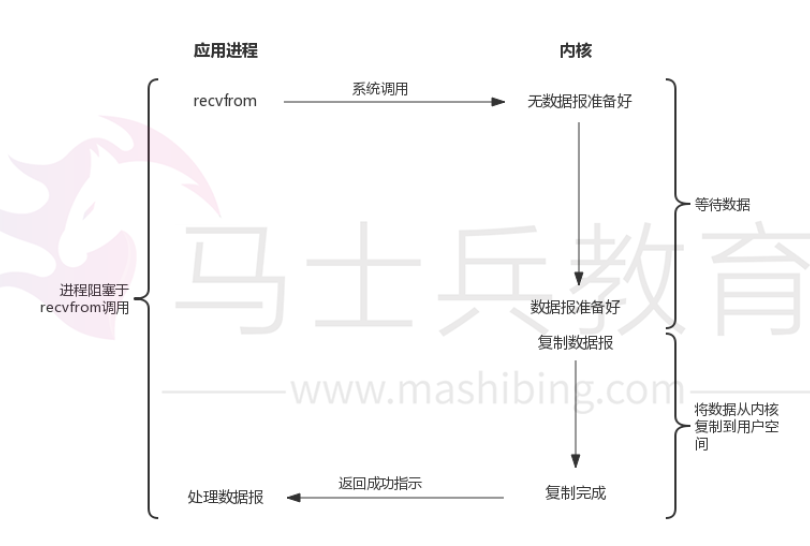 应用进程
内核
recvfrom
系统调用
无数据报准备好
等待数据
进程阻塞于
recvfrom调用
数据报准备好
复制数据报
将数据从内核
复制到用户空
间
处理数据报
返回成功指示
复制完成
马士兵教育
www.mashibing.com